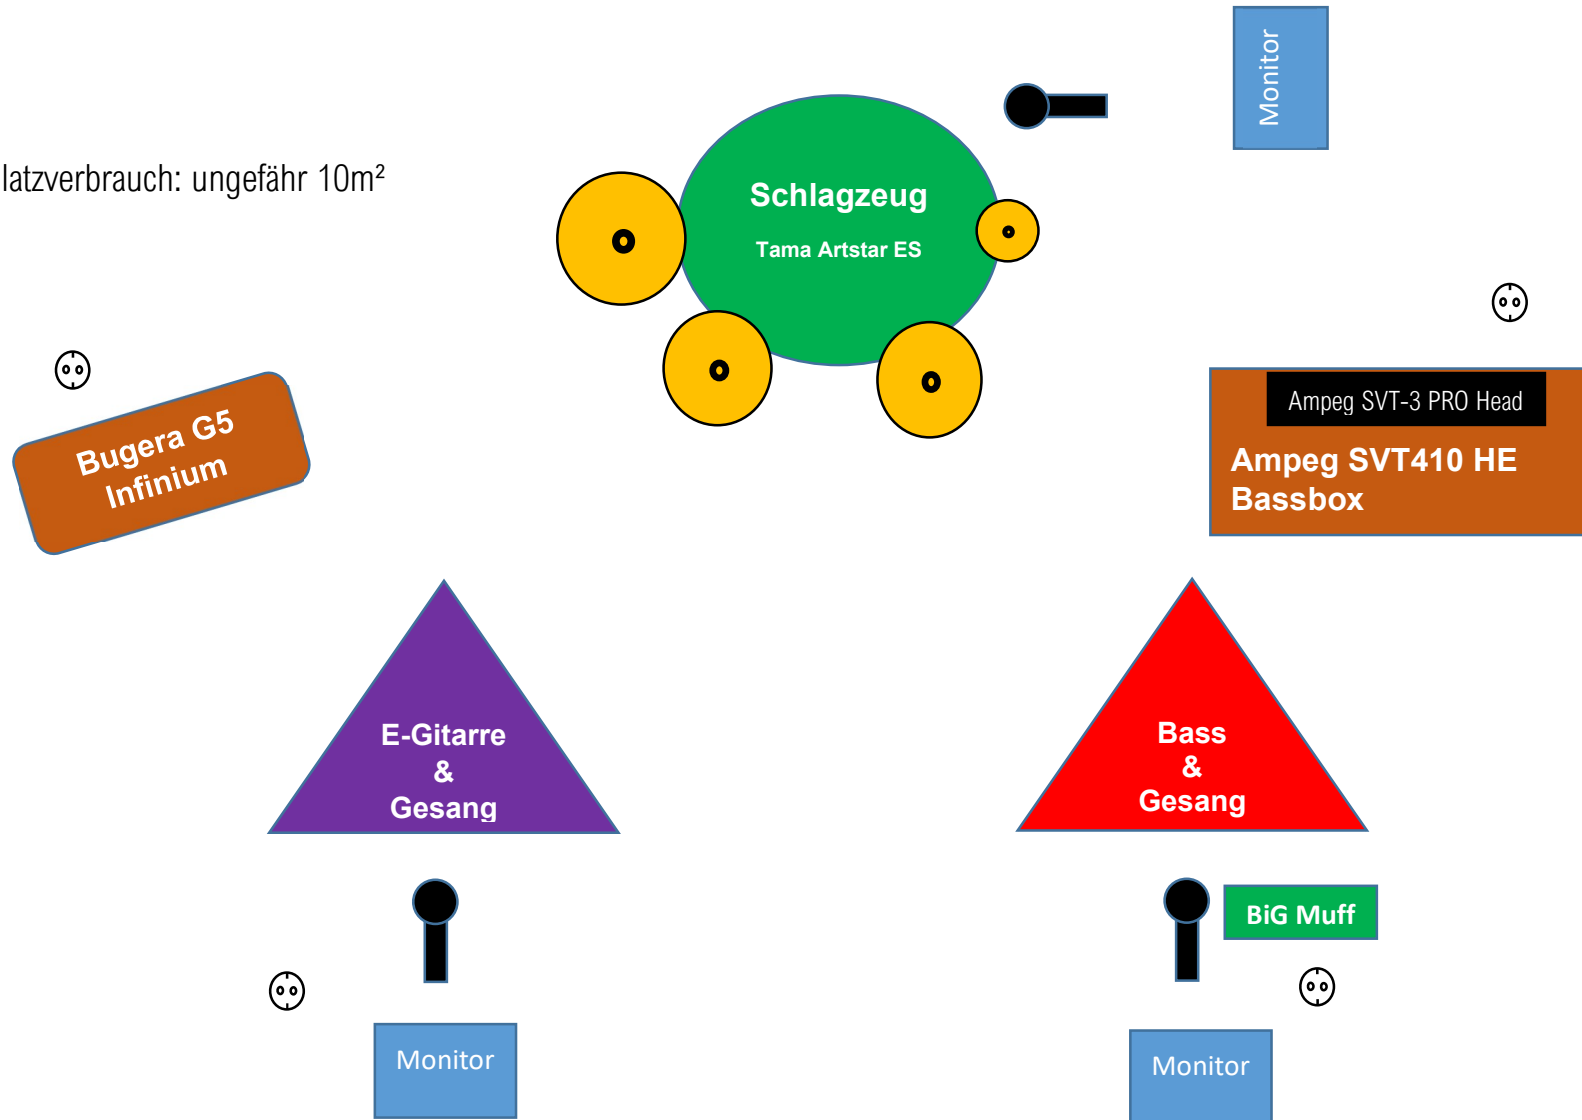 Monitor
latzverbrauch: ungefähr 10m²
Schlagzeug
Tama Artstar ES
Bugera G5
Infinium
Ampeg SVT-3 PRO Head
Ampeg SVT410 HE
Bassbox
E-Gitarre
&
Gesang
Bass
&
Gesang
BiG Muff
Monitor
Monitor